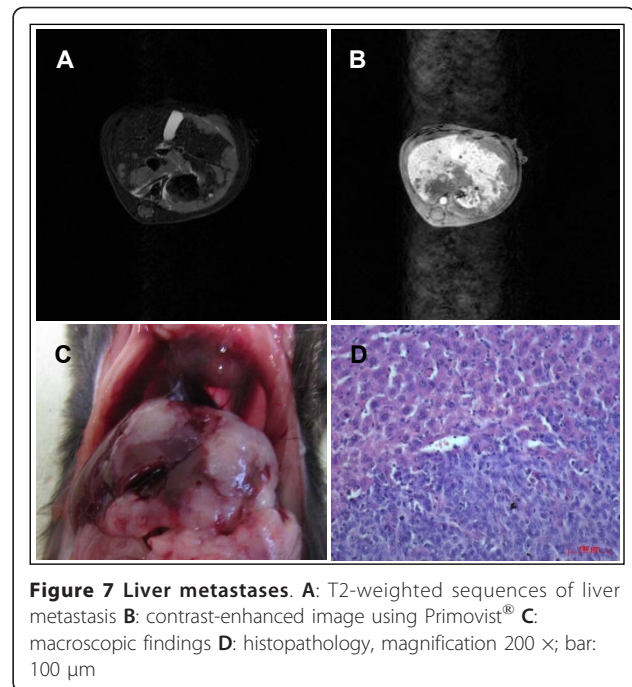 A
B
C
D
Figure 7 Liver metastases. A: T2-weighted sequences of liver
metastasis B: contrast-enhanced image using Primovist® C:
macroscopic findings D: histopathology, magnification 200 ×; bar:
100 μm